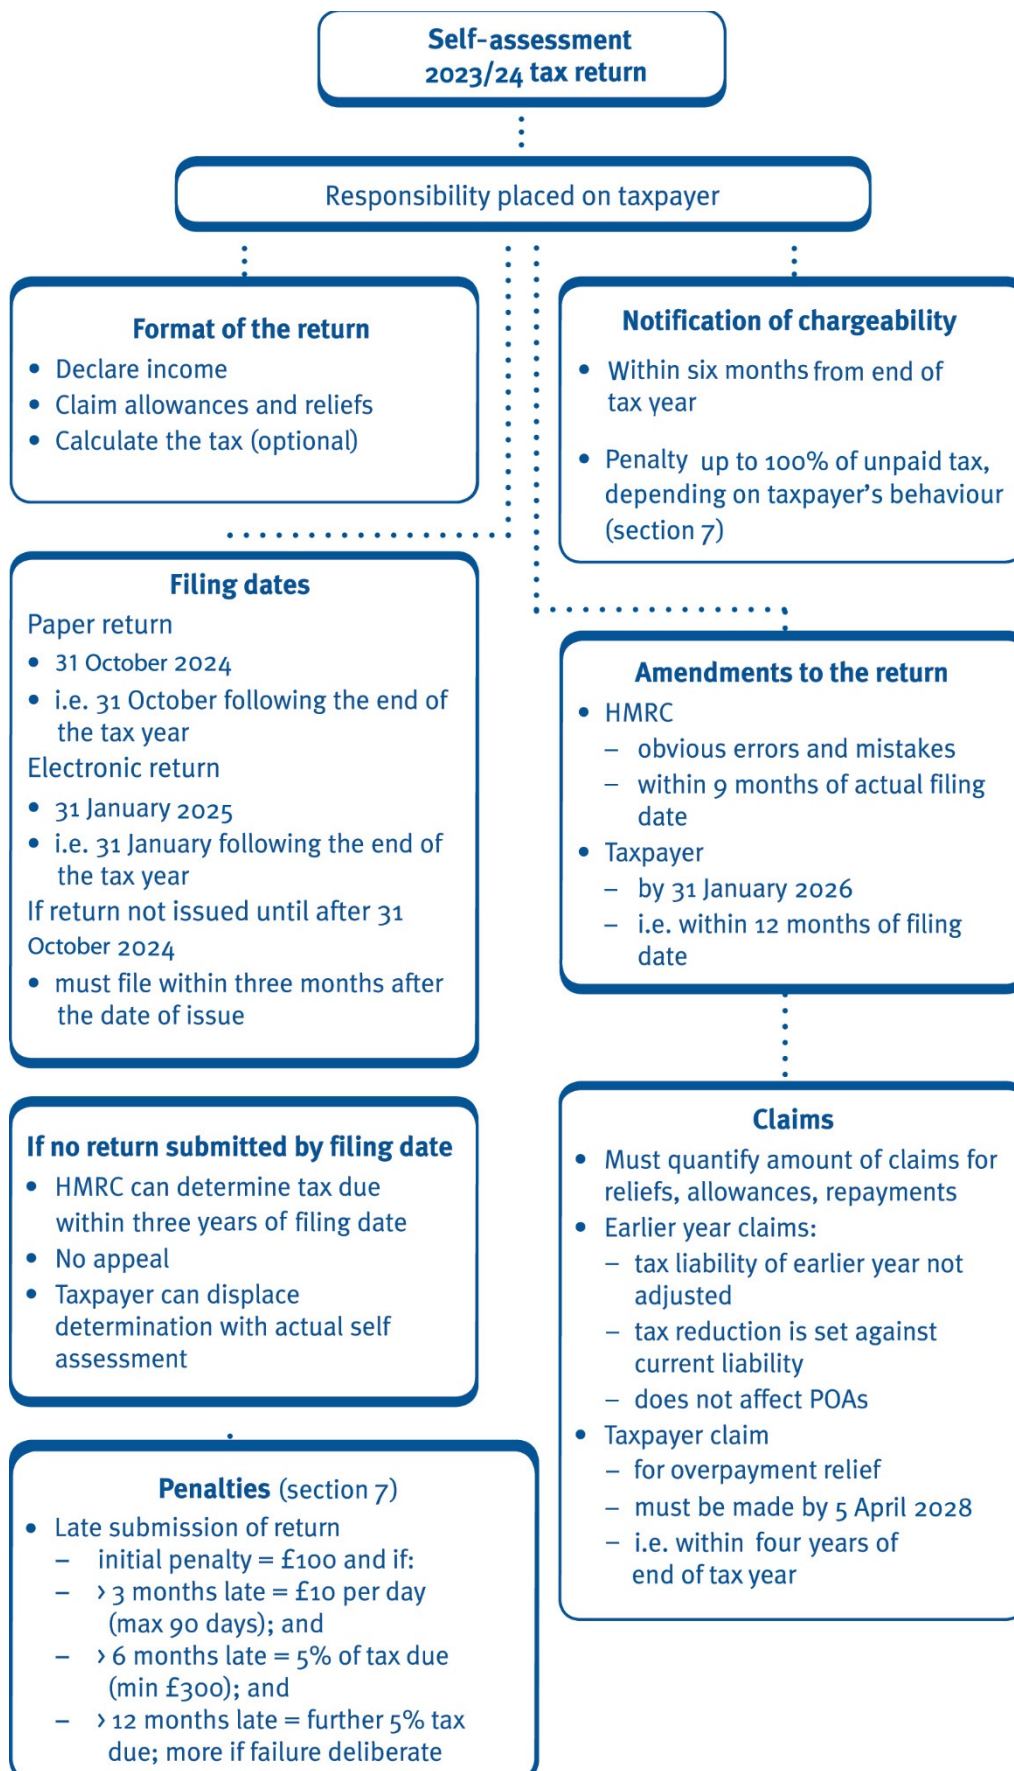 Self-assessment
2023/24 tax return
Responsibility placed on taxpayer
Format of the return
• Declare income
• Claim allowances and reliefs
• Calculate the tax (optional)
Notification of chargeability
• Within six months from end of
tax year
• Penalty up to 100% of unpaid tax,
depending on taxpayer's behaviour
(section 7)
Filing dates
Paper return
• 31 October 2024
• i.e. 31 October following the end of
the tax year
Electronic return
• 31 January 2025
• i.e. 31 January following the end of
the tax year
If return not issued until after 31
October 2024
• must file within three months after
the date of issue
Amendments to the return
• HMRC
– obvious errors and mistakes
– within 9 months of actual filing
date
• Taxpayer
– by 31 January 2026
– i.e. within 12 months of filing
date
If no return submitted by filing date
• HMRC can determine tax due
within three years of filing date
• No appeal
• Taxpayer can displace
determination with actual self
assessment
Claims
• Must quantify amount of claims for
reliefs, allowances, repayments
• Earlier year claims:
– tax liability of earlier year not
adjusted
– tax reduction is set against
current liability
– does not affect POAs
• Taxpayer claim
– for overpayment relief
– must be made by 5 April 2028
– i.e. within four years of
end of tax year
Penalties (section 7)
• Late submission of return
– initial penalty = £100 and if:
– > 3 months late = £10 per day
(max 90 days); and
– > 6 months late = 5% of tax due
(min £300); and
– > 12 months late = further 5% tax
due; more if failure deliberate